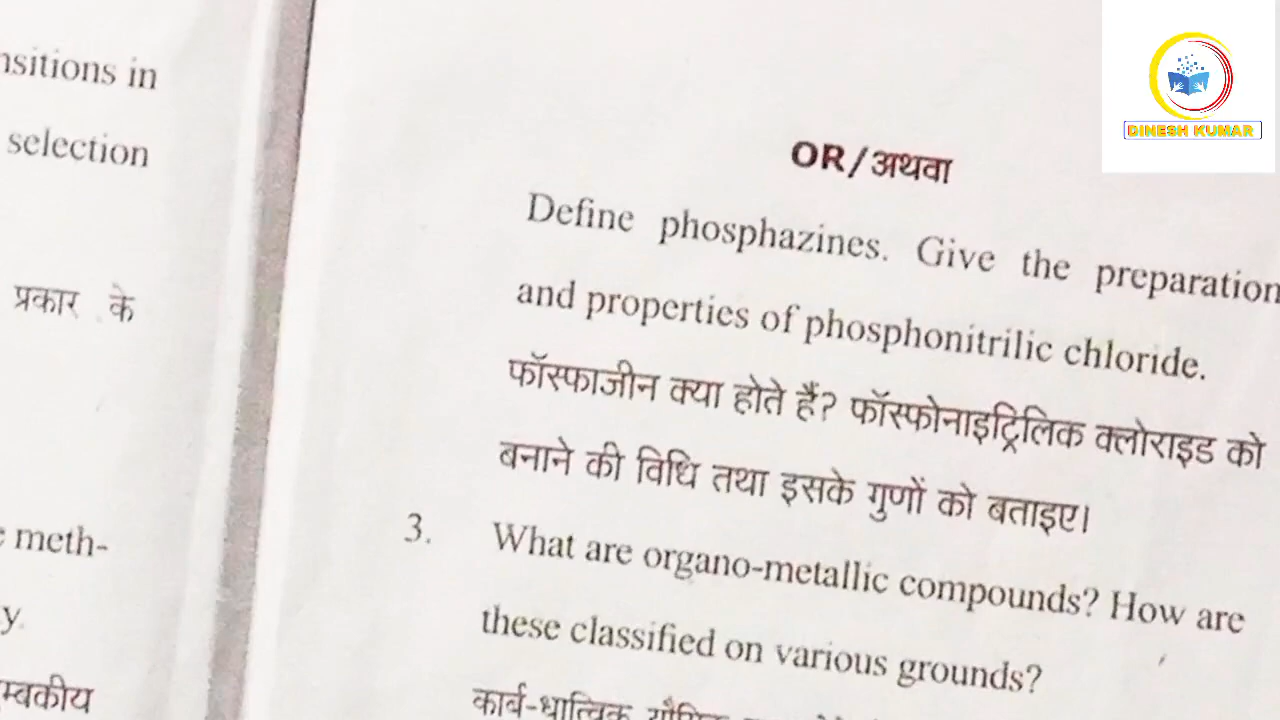 nsitions in
selection
प्रकार के
meth-
y.
म्बकीय
DINESH KUMAR
OR/अथवा
Define phosphazines. Give the preparation
and properties of phosphonitrilic chloride.
फॉस्फाजीन क्या होते हैं? फॉस्फोनाइट्रिलिक क्लोराइड को
बनाने की विधि तथा इसके गुणों को बताइए।
3. What are organo-metallic compounds? How are
these classified on various grounds?
कार्ब-धात्विक यौगिक